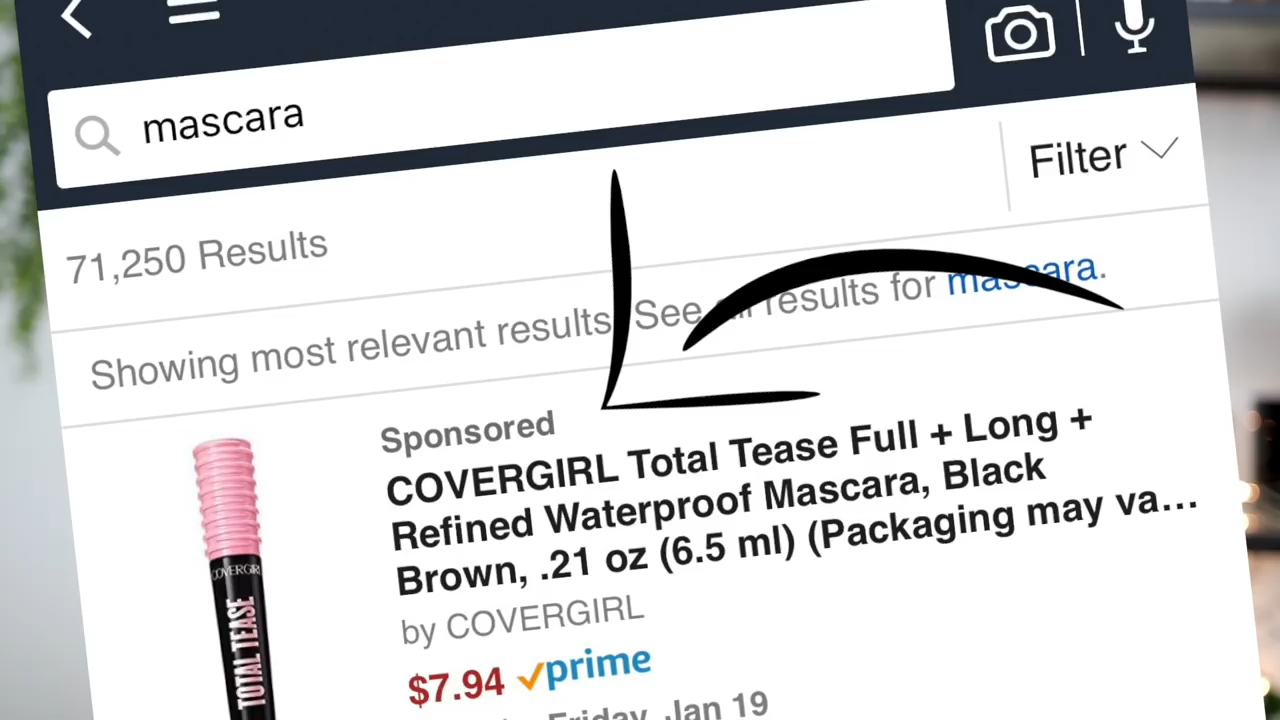 mascara
Filter
71,250 Results
Showing most relevant results. See all results for mascara.
Sponsored
COVERGIRL Total Tease Full + Long +
Refined Waterproof Mascara, Black
Brown, .21 oz (6.5 ml) (Packaging may va...
by COVERGIRL
$7.94 prime
Friday, Jan 19
COVERGIRL
TOTAL TEASE